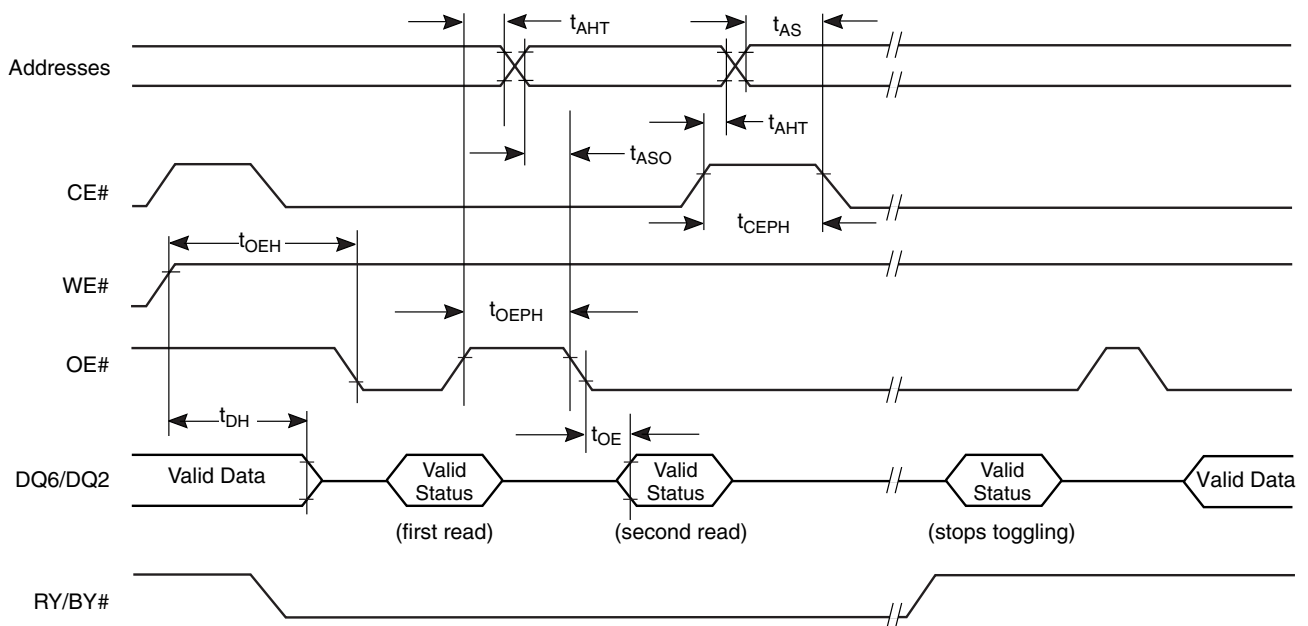 tAHT
tAS
Addresses
tAHT
tASO
CE#
tCEPH
tOEH
WE#
tOEPH
OE#
tDH
tOE
DQ6/DQ2
Valid Data
Valid Status
Valid Status
Valid Status
Valid Data
(first read)
(second read)
(stops toggling)
RY/BY#